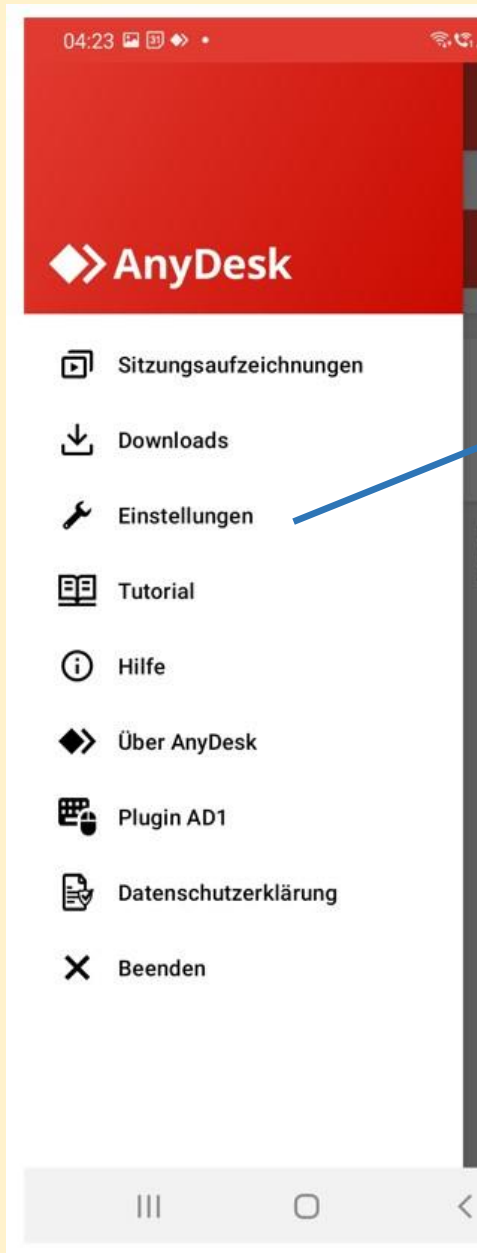 04:23
AnyDesk
Sitzungsaufzeichnungen
Downloads
Einstellungen
Tutorial
Hilfe
Über AnyDesk
Plugin AD1
Datenschutzerklärung
Beenden